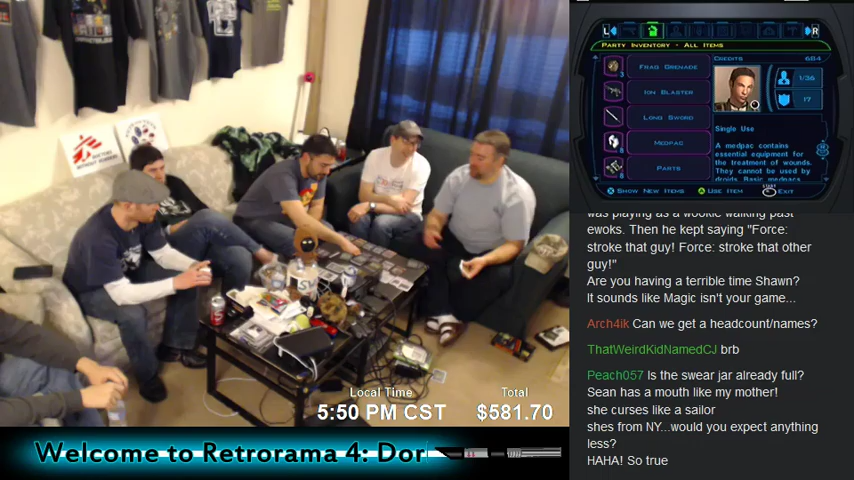 L
R
Party Inventory - All Items
Credits 684
Frag Grenade
3
Ion Blaster
Long Sword
Medpac
8
Parts
6
1/36
17
Single Use
A medpac contains
essential equipment for
the treatment of wounds.
They cannot be used by
droids. Basic medpacs
Show New Items
Use Item
START
Exit
was playing as a wookie walking past
ewoks. Then he kept saying "Force:
stroke that guy! Force: stroke that other
guy!"
Are you having a terrible time Shawn?
It sounds like Magic isn't your game...
Arch4ik Can we get a headcount/names?
ThatWeirdKidNamedCJ brb
Peach057 Is the swear jar already full?
Sean has a mouth like my mother!
she curses like a sailor
shes from NY...would you expect anything
less?
HAHA! So true
Local Time
5:50 PM CST
Total
$581.70
Welcome to Retrorama 4: Dor